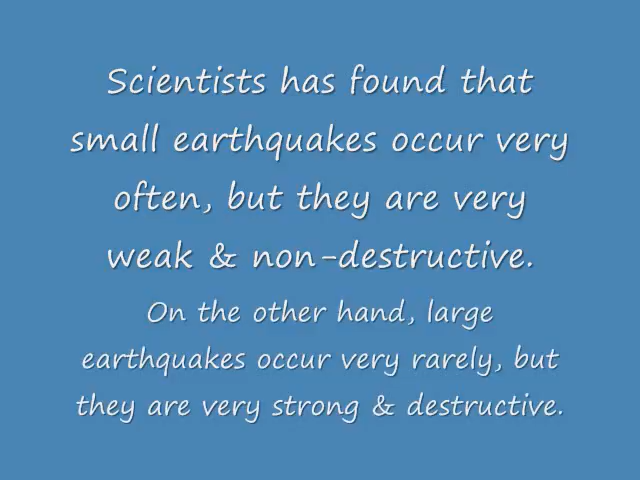 Scientists has found that
small earthquakes occur very
often, but they are very
weak & non-destructive.
On the other hand, large
earthquakes occur very rarely, but
they are very strong & destructive.